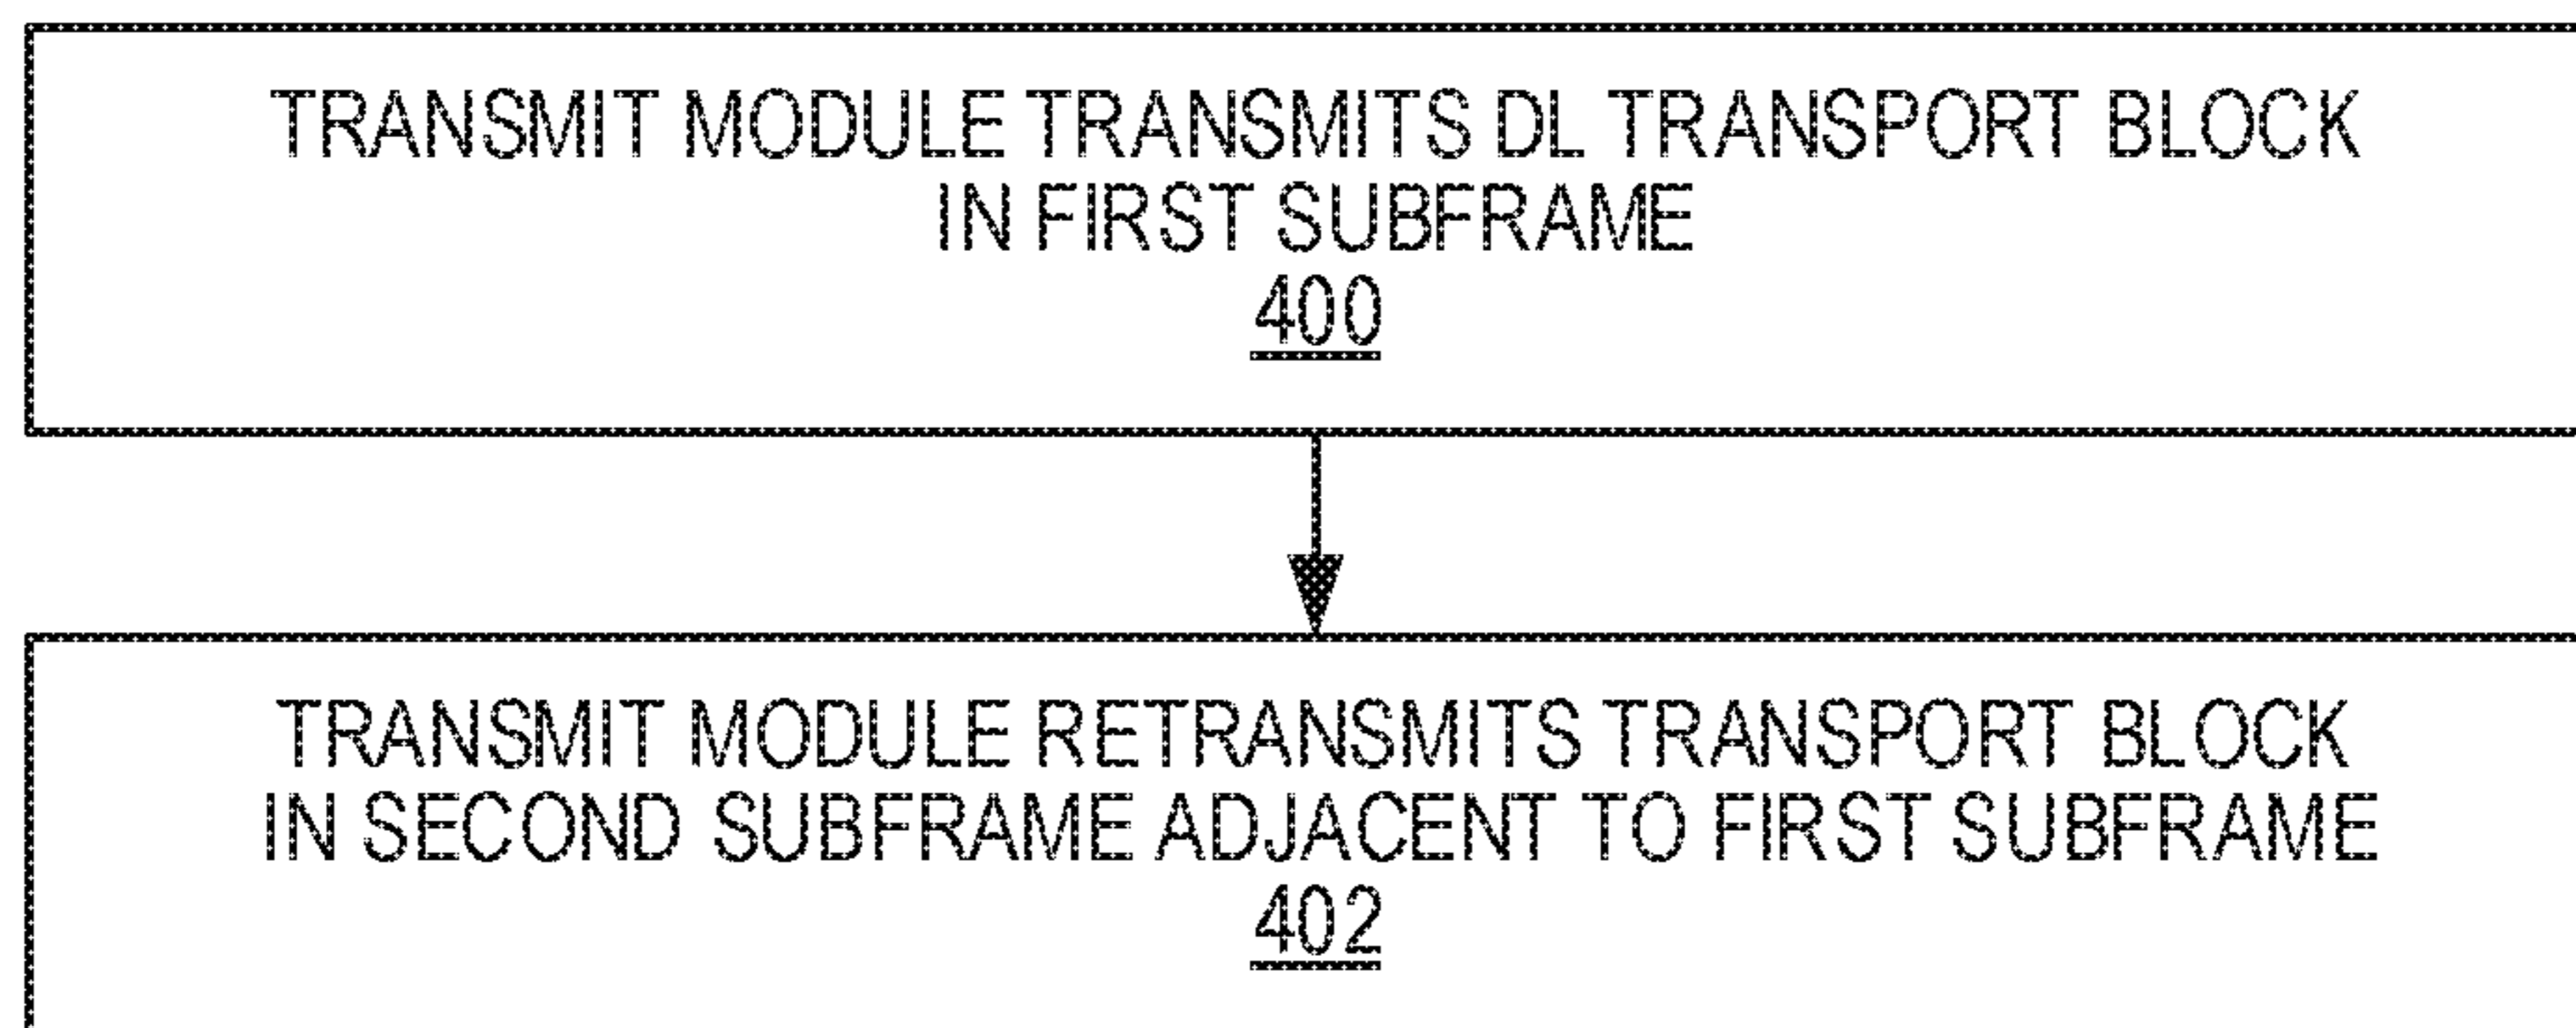 TRANSMIT MODULE TRANSMITS DL TRANSPORT BLOCK
IN FIRST SUBFRAME
400
TRANSMIT MODULE RETRANSMITS TRANSPORT BLOCK
IN SECOND SUBFRAME ADJACENT TO FIRST SUBFRAME
402